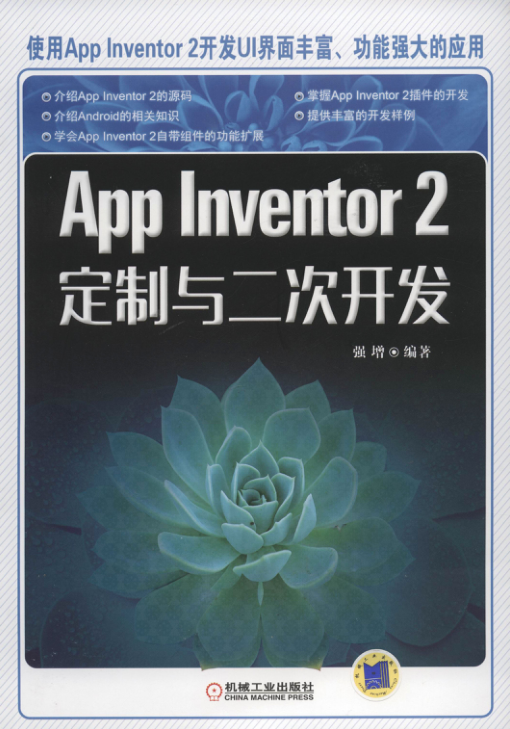 使用App Inventor 2开发UI界面丰富、功能强大的应用
介绍App Inventor 2的源码
介绍Android的相关知识
学会App Inventor 2自带组件的功能扩展
掌握App Inventor 2插件的开发
提供丰富的开发样例
App Inventor 2
定制与二次开发
强增◉编著
机械工业出版社
CHINA MACHINE PRESS